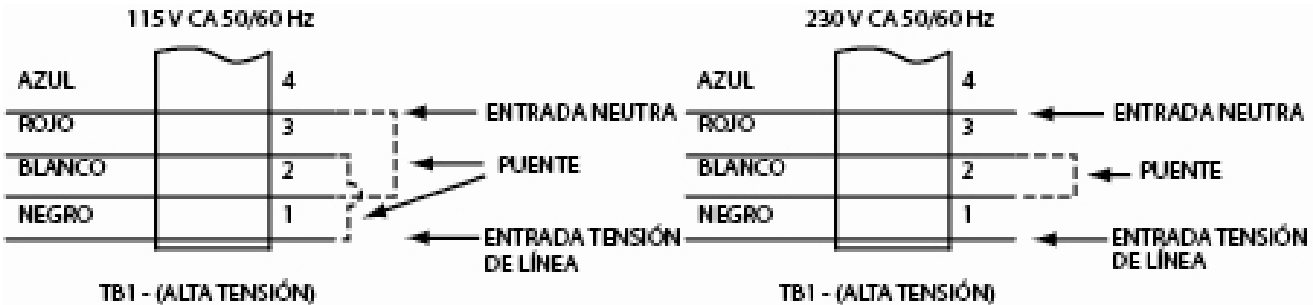 115 V CA 50/60 Hz
AZUL 4
ENTRADA NEUTRA
ROJO 3
BLANCO 2
PUENTE
NEGRO 1
ENTRADA TENSIÓN
DE LÍNEA
TB1 - (ALTA TENSIÓN)
230 V CA 50/60 Hz
AZUL 4
ENTRADA NEUTRA
ROJO 3
BLANCO 2
PUENTE
NEGRO 1
ENTRADA TENSIÓN
DE LÍNEA
TB1 - (ALTA TENSIÓN)